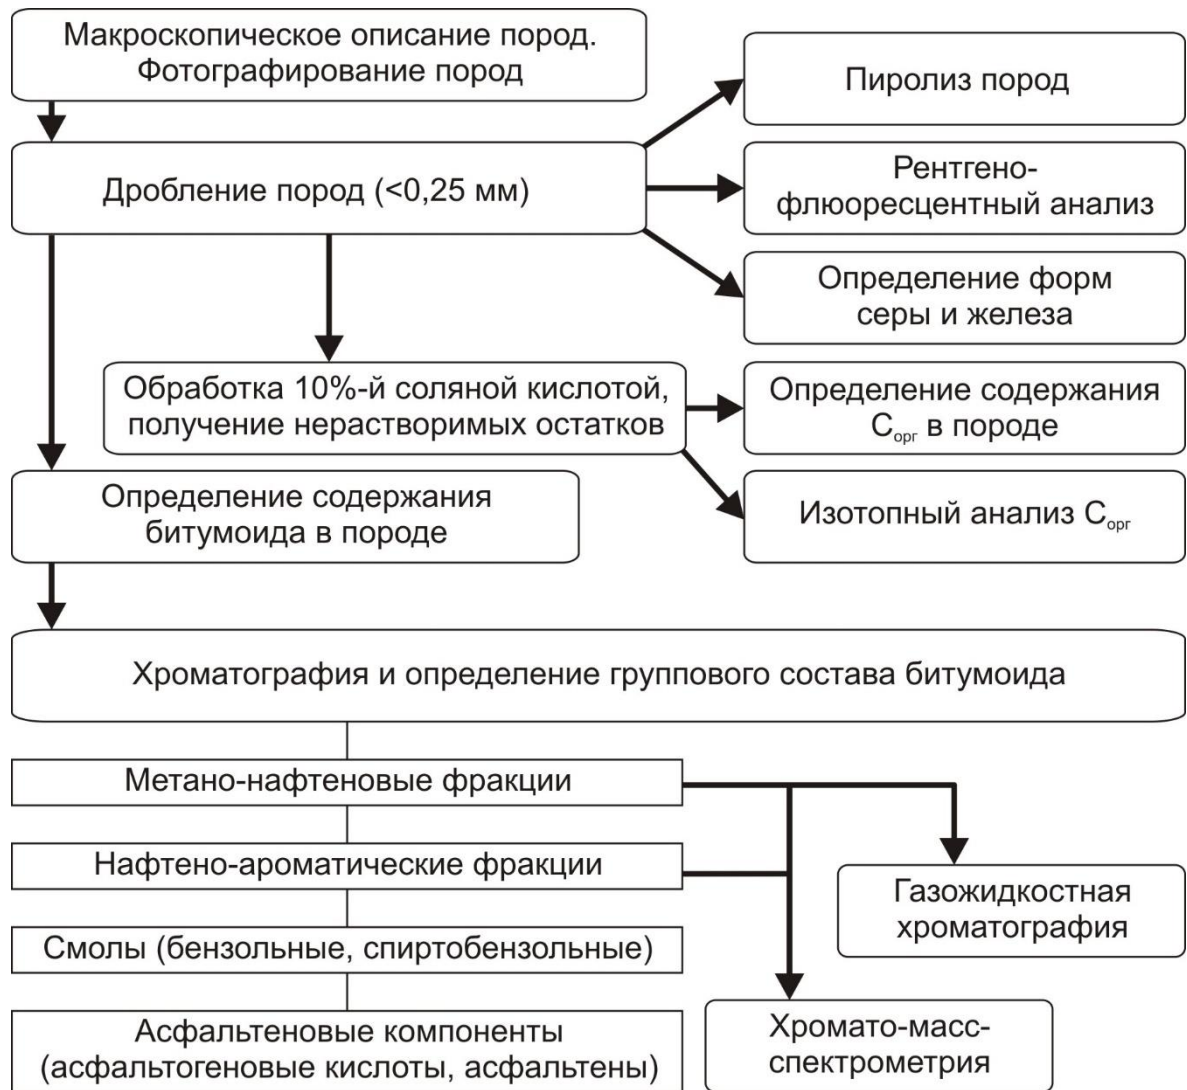 Макроскопическое описание пород.
Фотографирование пород
Пиролиз пород
Дробление пород (<0,25 мм)
Рентгено-
флюоресцентный анализ
Определение форм
серы и железа
Обработка 10%-й соляной кислотой,
получение нерастворимых остатков
Определение содержания
Cорг в породе
Определение содержания
битумоида в породе
Изотопный анализ Cорг
Хроматография и определение группового состава битумоида
Метано-нафтеновые фракции
Нафтено-ароматические фракции
Газожидкостная
хроматография
Смолы (бензольные, спиртобензольные)
Асфальтеновые компоненты
(асфальтогеновые кислоты, асфальтены)
Хромато-масс-
спектрометрия